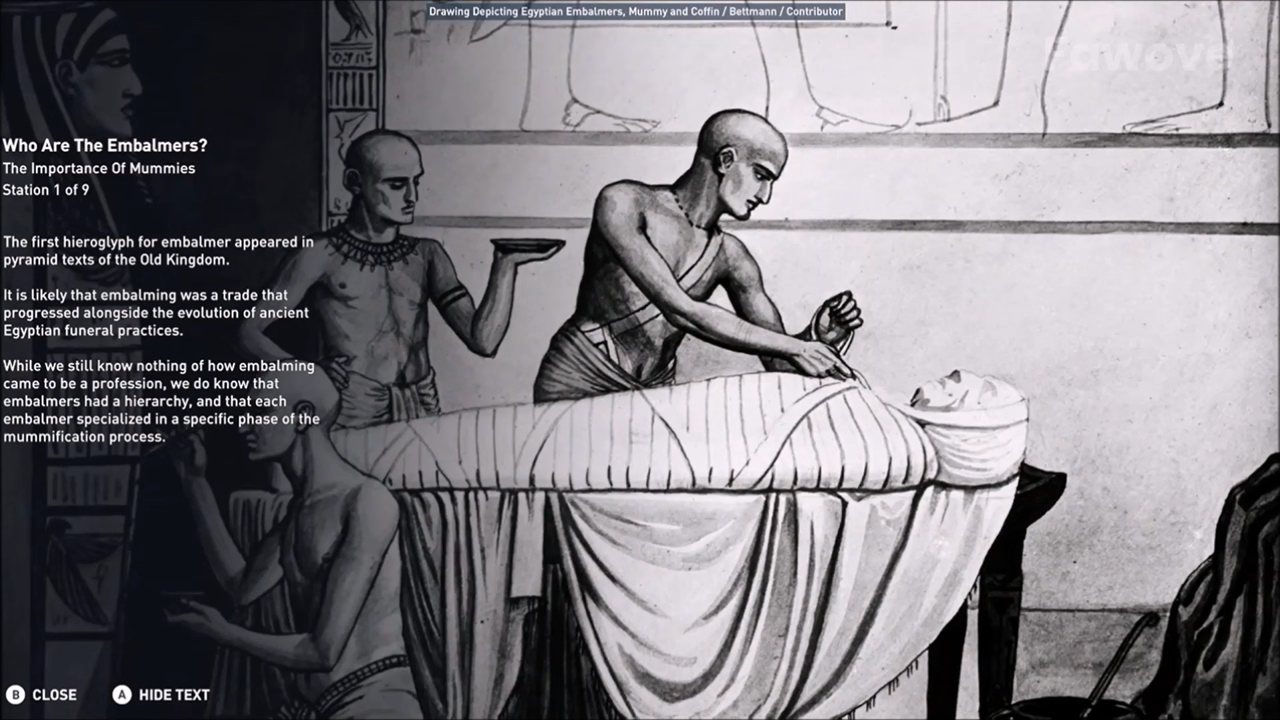 Drawing Depicting Egyptian Embalmers, Mummy and Coffin / Bettmann / Contributor
Fawove
Who Are The Embalmers?
The Importance Of Mummies
Station 1 of 9
The first hieroglyph for embalmer appeared in
pyramid texts of the Old Kingdom.
It is likely that embalming was a trade that
progressed alongside the evolution of ancient
Egyptian funeral practices.
While we still know nothing of how embalming
came to be a profession, we do know that
embalmers had a hierarchy, and that each
embalmer specialized in a specific phase of the
mummification process.
B CLOSE A HIDE TEXT